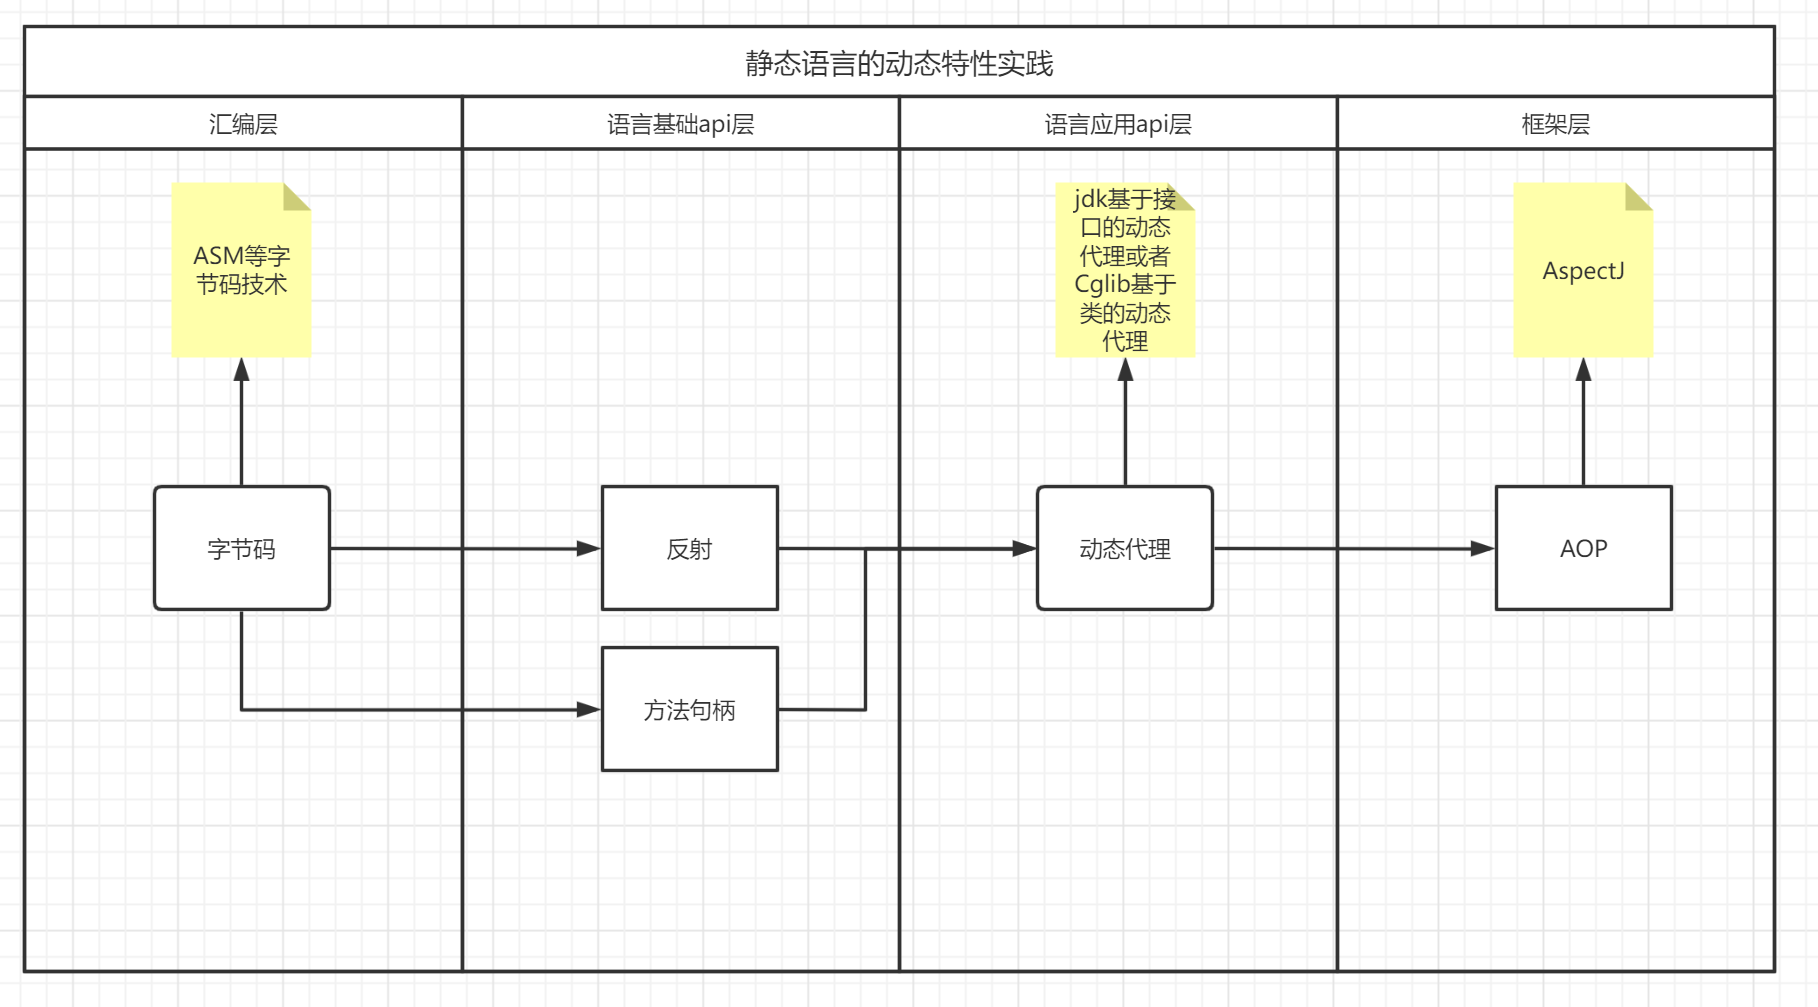 静态语言的动态特性实践
汇编层
语言基础api层
语言应用api层
框架层
ASM等字
节码技术
jdk基于接
口的动态
代理或者
Cglib基于
类的动态
代理
AspectJ
字节码
反射
动态代理
AOP
方法句柄